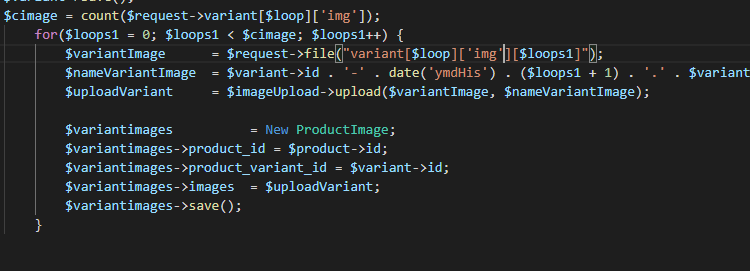 $cimage = count($request->variant[$loop]['img']);
for($loops1 = 0; $loops1 < $cimage; $loops1++) {
$variantImage = $request->file("variant[$loop]['img'][$loops1]");
$nameVariantImage = $variant->id . '-' . date('ymdHis') . ($loops1 + 1) . '.' . $variant
$uploadVariant = $imageUpload->upload($variantImage, $nameVariantImage);
$variantimages = New ProductImage;
$variantimages->product_id = $product->id;
$variantimages->product_variant_id = $variant->id;
$variantimages->images = $uploadVariant;
$variantimages->save();
}